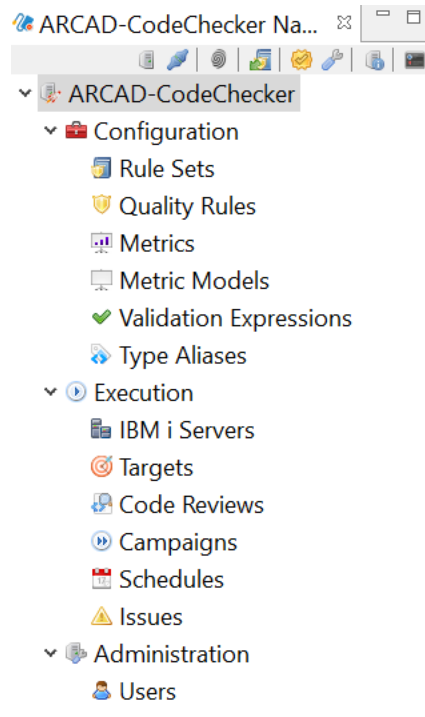 ARCAD-CodeChecker Na...
ARCAD-CodeChecker
Configuration
Rule Sets
Quality Rules
Metrics
Metric Models
Validation Expressions
Type Aliases
Execution
IBM i Servers
Targets
Code Reviews
Campaigns
Schedules
Issues
Administration
Users